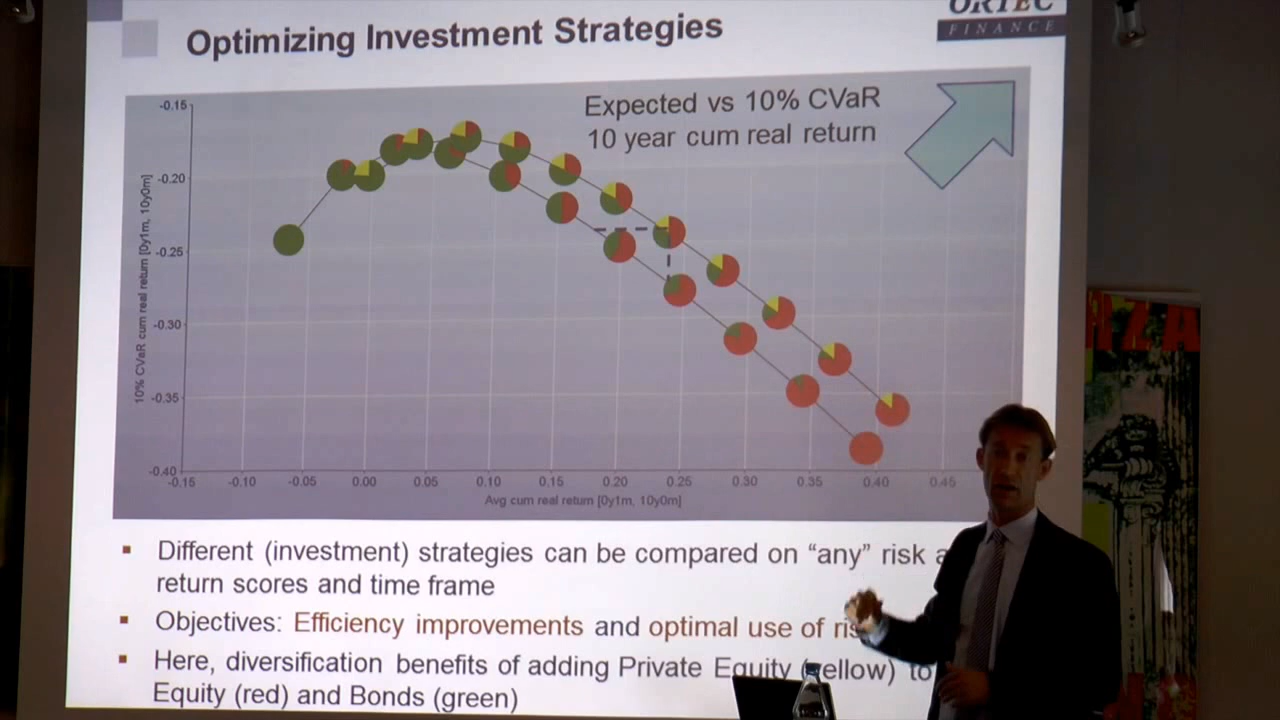 Optimizing Investment Strategies
ORTEC
FINANCE
Expected vs 10% CVaR
10 year cum real return
-0.15
-0.20
-0.25
-0.30
-0.35
-0.40
10% CVaR cum real return [0y1m, 10y0m]
-0.15 -0.10 -0.05 0.00 0.05 0.10 0.15 0.20 0.25 0.30 0.35 0.40 0.45
Avg cum real return [0y1m, 10y0m]
▪ Different (investment) strategies can be compared on “any” risk
return scores and time frame
▪ Objectives: Efficiency improvements and optimal use of
▪ Here, diversification benefits of adding Private Equity (yellow) to
Equity (red) and Bonds (green)